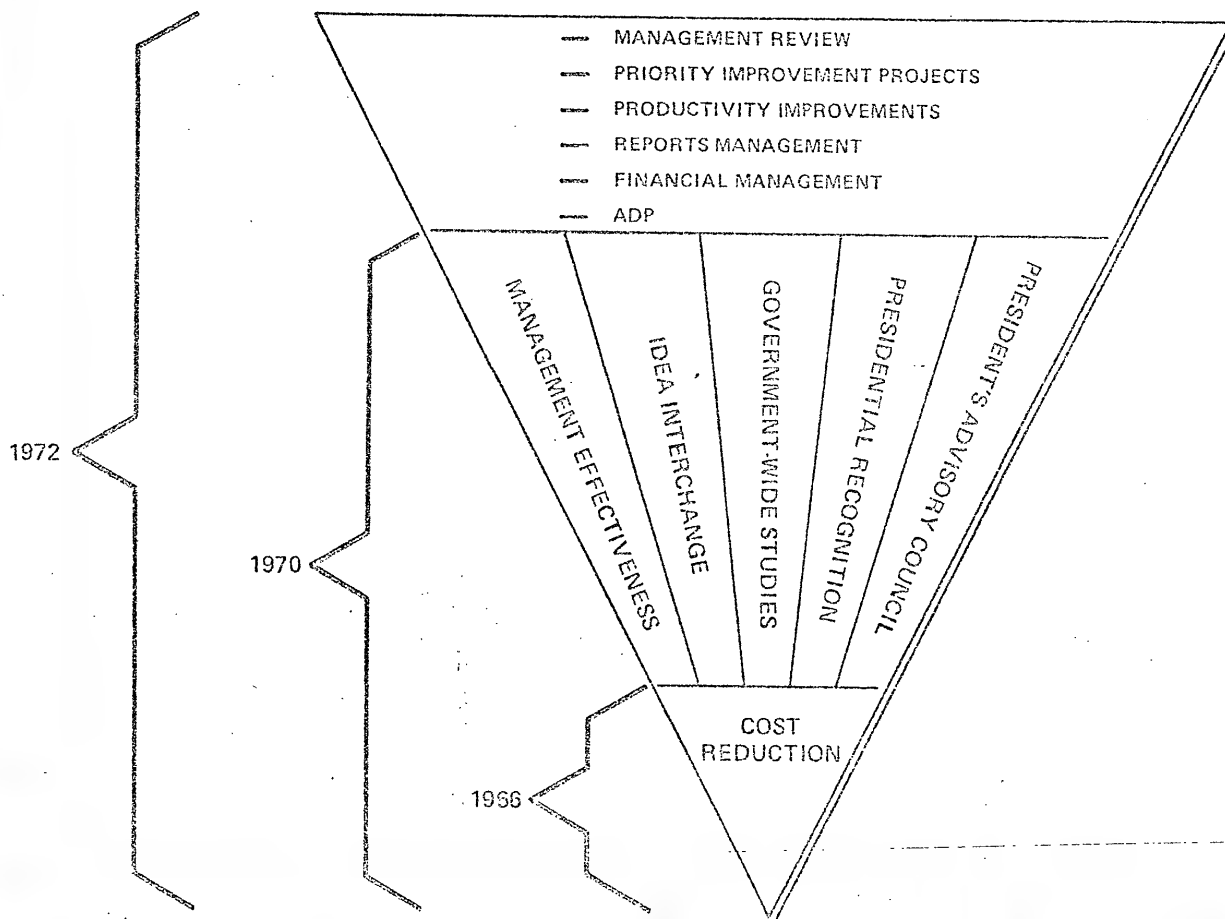 — MANAGEMENT REVIEW
— PRIORITY IMPROVEMENT PROJECTS
— PRODUCTIVITY IMPROVEMENTS
— REPORTS MANAGEMENT
— FINANCIAL MANAGEMENT
— ADP
MANAGEMENT EFFECTIVENESS
IDEA INTERCHANGE
GOVERNMENT-WIDE STUDIES
PRESIDENTIAL RECOGNITION
PRESIDENT'S ADVISORY COUNCIL
1972
1970
COST
REDUCTION
1966